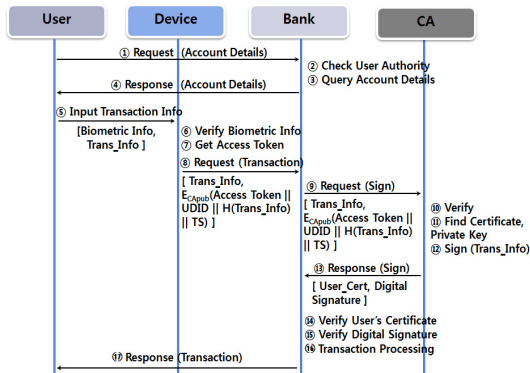 User Device Bank CA
① Request (Account Details)
② Check User Authority
③ Query Account Details
④ Response (Account Details)
⑤ Input Transaction Info
[Biometric Info,
Trans_Info ]
⑥ Verify Biometric Info
⑦ Get Access Token
⑧ Request (Transaction)
[ Trans_Info,
ECApub(Access Token ||
UDID || H(Trans_Info)
|| TS) ]
⑨ Request (Sign)
[ Trans_Info,
ECApub(Access Token ||
UDID || H(Trans_Info)
|| TS) ]
⑩ Verify
⑪ Find Certificate,
Private Key
⑫ Sign (Trans_Info)
⑬ Response (Sign)
[ User_Cert, Digital
Signature ]
⑭ Verify User's Certificate
⑮ Verify Digital Signature
⑯ Transaction Processing
⑰ Response (Transaction)